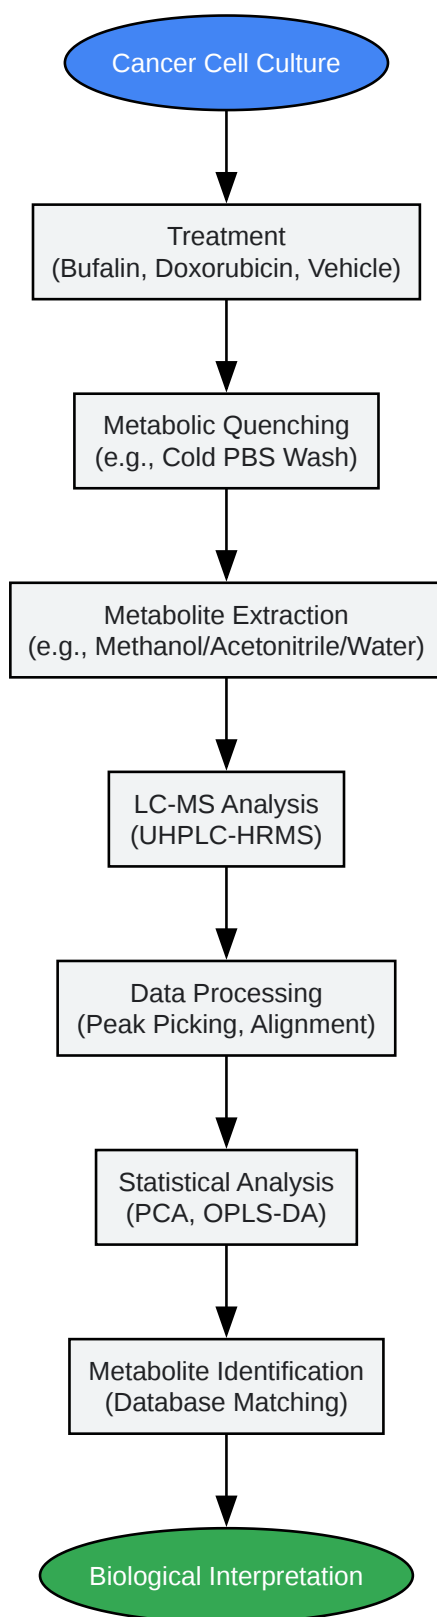 Cancer Cell Culture
Treatment
(Bufalin, Doxorubicin, Vehicle)
Metabolic Quenching
(e.g., Cold PBS Wash)
Metabolite Extraction
(e.g., Methanol/Acetonitrile/Water)
LC-MS Analysis
(UHPLC-HRMS)
Data Processing
(Peak Picking, Alignment)
Statistical Analysis
(PCA, OPLS-DA)
Metabolite Identification
(Database Matching)
Biological Interpretation